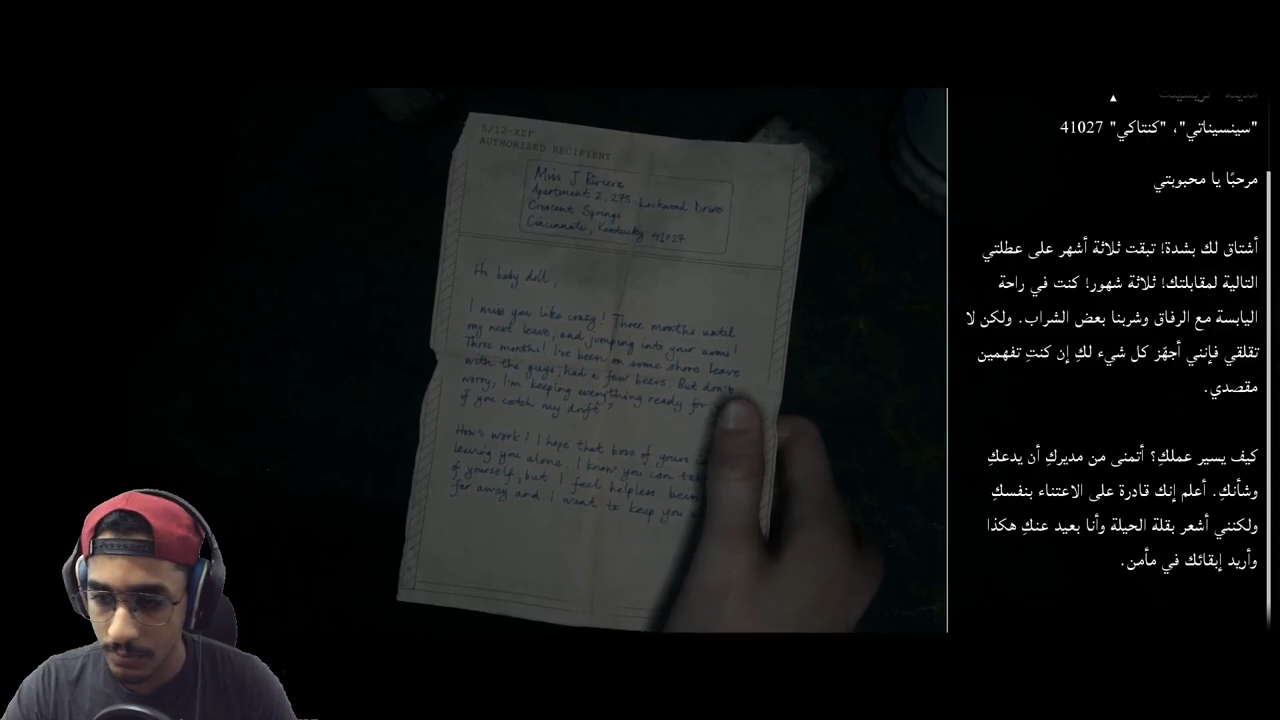 5/12-XZF
AUTHORIZED RECIPIENT
Miss J Riviera
Apartment 2, 295 Lockwood Drive
Crescent Springs
Cincinnati, Kentucky 41027
Hi baby doll,
I miss you like crazy! Three months until
my next leave, and jumping into your arms!
Three months! I've been on some shore leave
with the guys, had a few beers. But don't
worry, I'm keeping everything ready for
if you catch my drift?
How's work? I hope that boss of yours is
leaving you alone. I know you can
of yourself, but I feel helpless
far away and I want to keep you
"سينسيناتي"، "كنتاكي" 41027
مرحبًا يا محبوبتي
أشتاق لك بشدة! تبقت ثلاثة أشهر على عطلتي
التالية لمقابلتك! ثلاثة شهور! كنت في راحة
اليابسة مع الرفاق وشربنا بعض الشراب. ولكن لا
تقلقي فإنني أجهّز كل شيء لكِ إن كنتِ تفهمين
مقصدي.
كيف يسير عملكِ؟ أتمنى من مديركِ أن يدعكِ
وشأنكِ. أعلم إنك قادرة على الاعتناء بنفسكِ
ولكنني أشعر بقلة الحيلة وأنا بعيد عنكِ هكذا
وأريد إبقائك في مأمن.